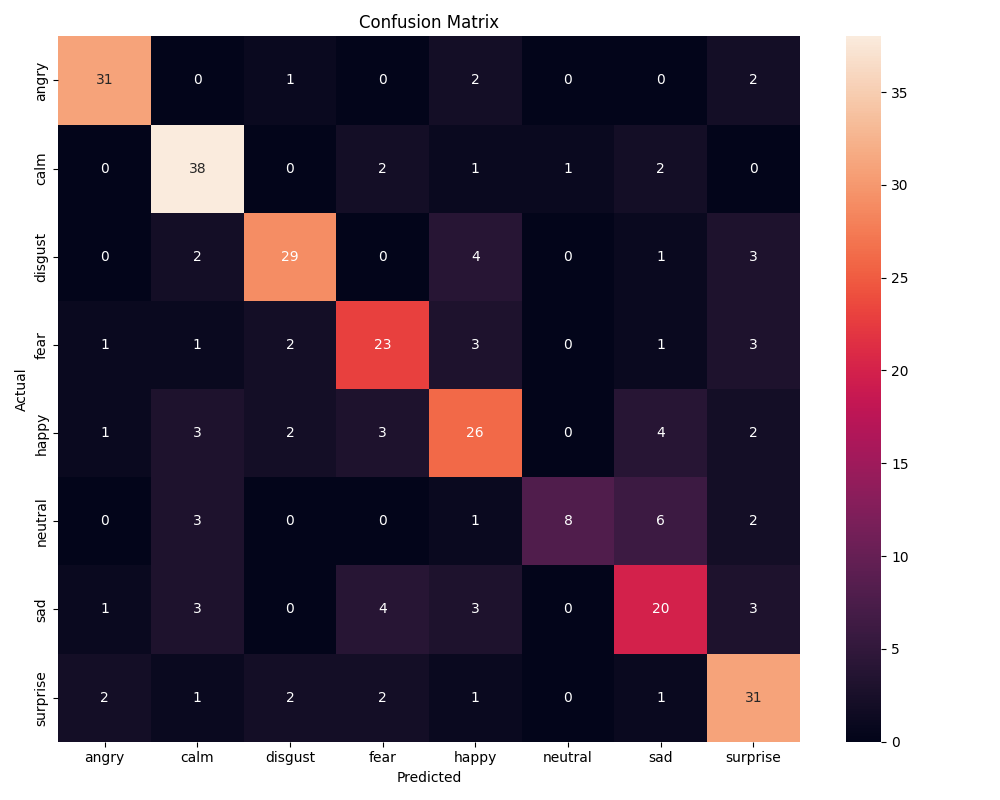 Confusion Matrix
Actual
angry 31 0 1 0 2 0 0 2
calm 0 38 0 2 1 1 2 0
disgust 0 2 29 0 4 0 1 3
fear 1 1 2 23 3 0 1 3
happy 1 3 2 3 26 0 4 2
neutral 0 3 0 0 1 8 6 2
sad 1 3 0 4 3 0 20 3
surprise 2 1 2 2 1 0 1 31
angry calm disgust fear happy neutral sad surprise
Predicted
35
30
25
20
15
10
5
0